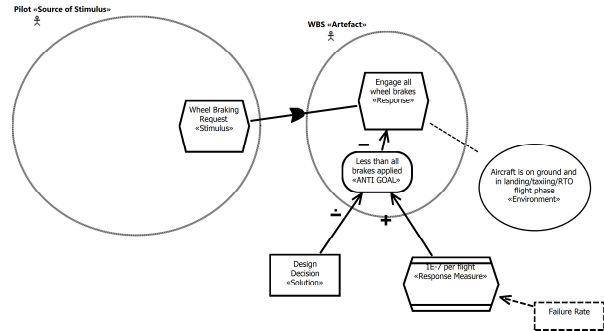 Pilot «Source of Stimulus»
WBS «Artefact»
Engage all
wheel brakes
«Response»
Wheel Braking
Request
«Stimulus»
–
Less than all
brakes applied
«ANTI GOAL»
Aircraft is on ground and
in landing/taxiing/RTO
flight phase
«Environment»
÷
+
Design
Decision
«Solution»
1E-7 per flight
«Response Measure»
Failure Rate